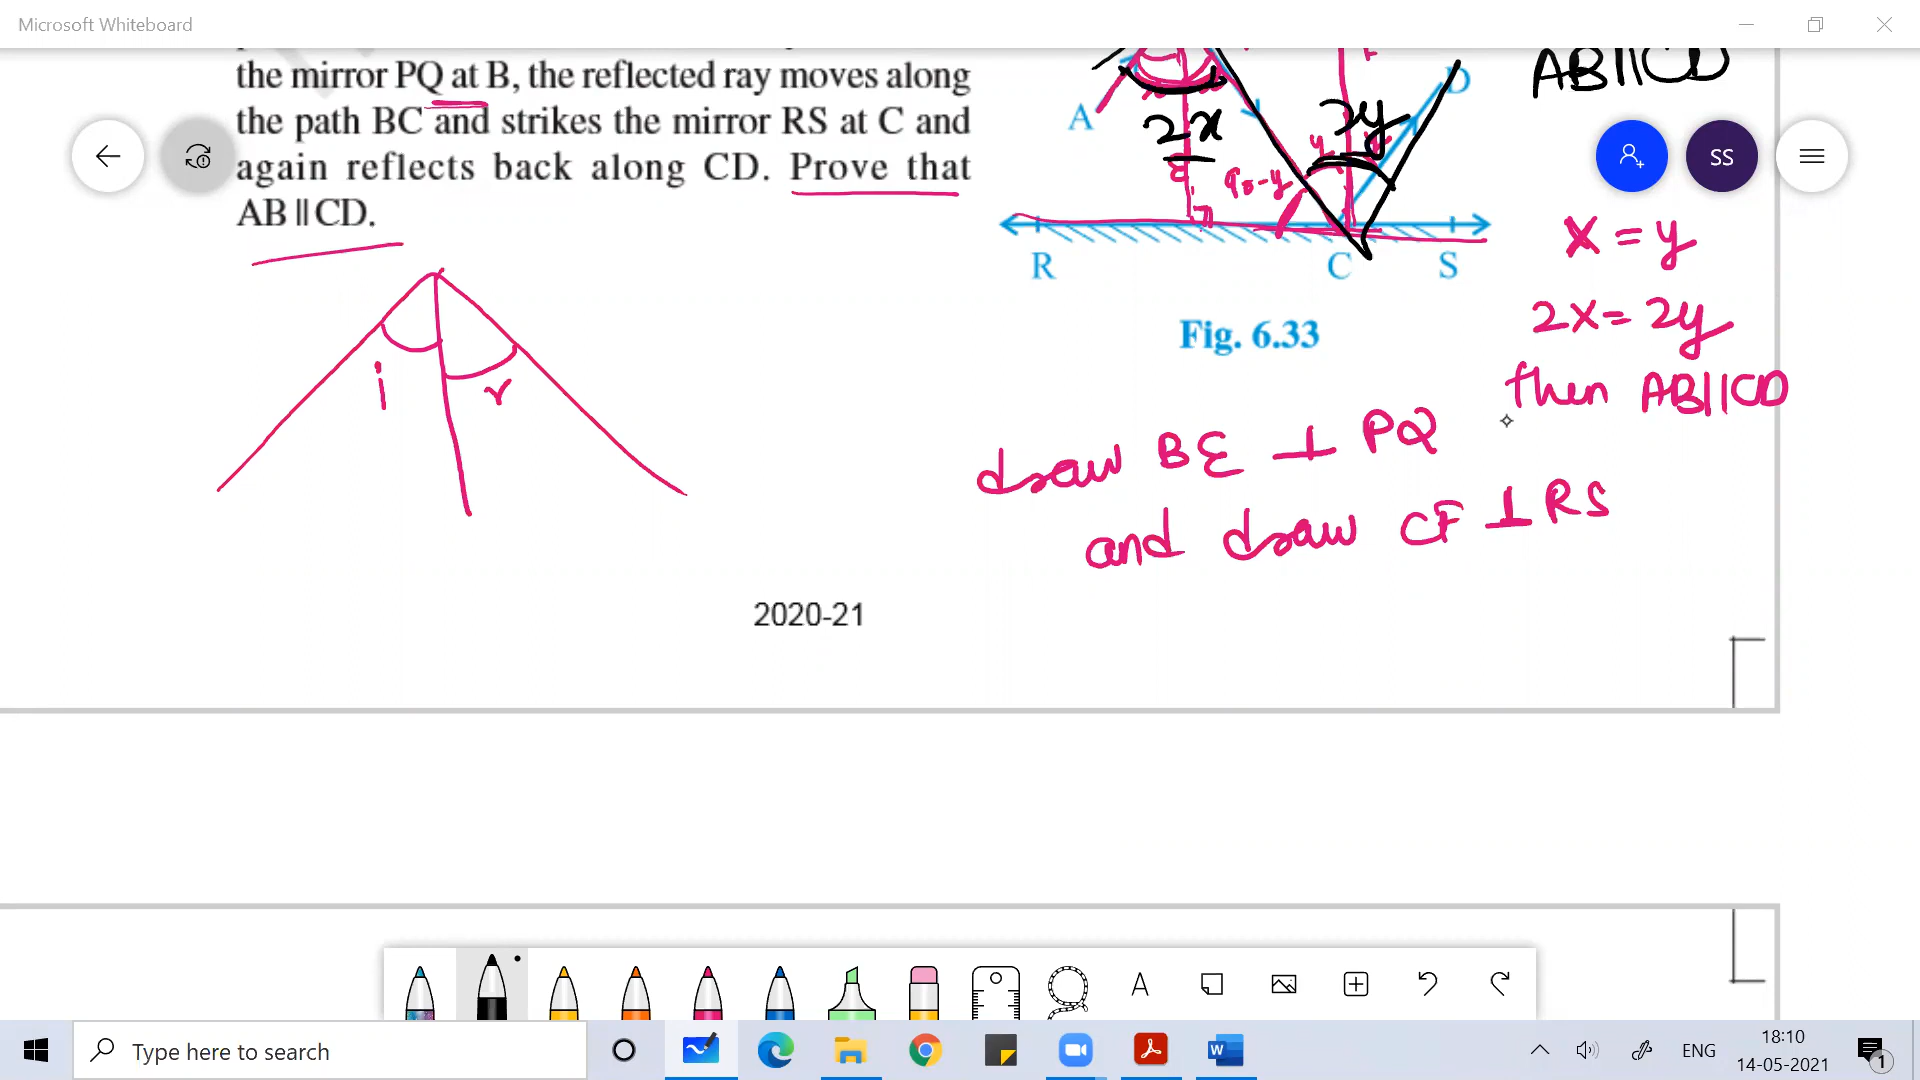 Microsoft Whiteboard
the mirror PQ at B, the reflected ray moves along
the path BC and strikes the mirror RS at C and
again reflects back along CD. Prove that
AB || CD.
i
r
A
2x
E
90-y
y
2y
D
R
C
S
Fig. 6.33
AB||CD
SS
x = y
2x = 2y
then AB||CD
draw BE ⊥ PQ
and draw CF ⊥ RS
2020-21
A
Type here to search
ENG
18:10
14-05-2021
1